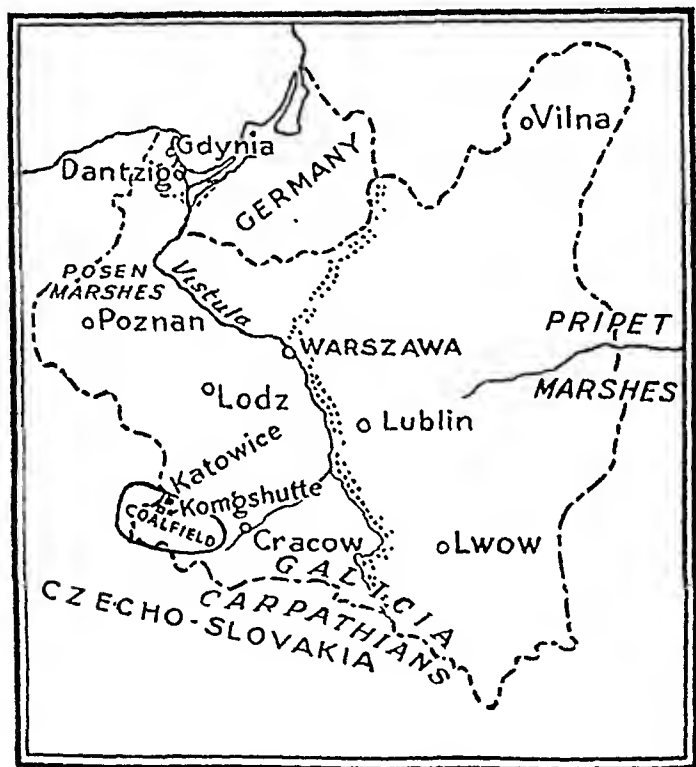 Vilna
Gdynia
Dantzig
GERMANY
POSEN
MARSHES
Vistula
Poznan
PRIPET
WARSZAWA
MARSHES
Lodz
Lublin
Katowice
Komgshutte
COALFIELD
Cracow
Lwow
GALICIA
CARPATHIANS
CZECHO-SLOVAKIA